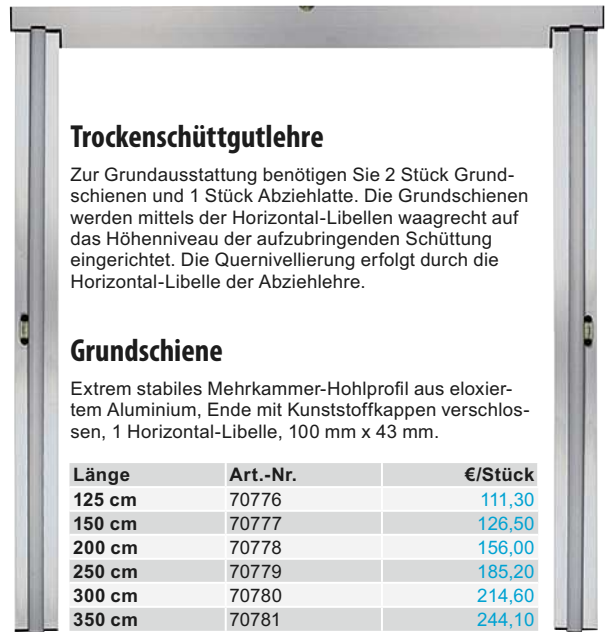 Trockenschüttgutlehre
Zur Grundausstattung benötigen Sie 2 Stück Grund-
schienen und 1 Stück Abziehlatte. Die Grundschienen
werden mittels der Horizontal-Libellen waagrecht auf
das Höhenniveau der aufzubringenden Schüttung
eingerichtet. Die Quernivellierung erfolgt durch die
Horizontal-Libelle der Abziehlehre.
Grundschiene
Extrem stabiles Mehrkammer-Hohlprofil aus eloxier-
tem Aluminium, Ende mit Kunststoffkappen verschlos-
sen, 1 Horizontal-Libelle, 100 mm x 43 mm.
Länge Art.-Nr. €/Stück
125 cm 70776 111,30
150 cm 70777 126,50
200 cm 70778 156,00
250 cm 70779 185,20
300 cm 70780 214,60
350 cm 70781 244,10